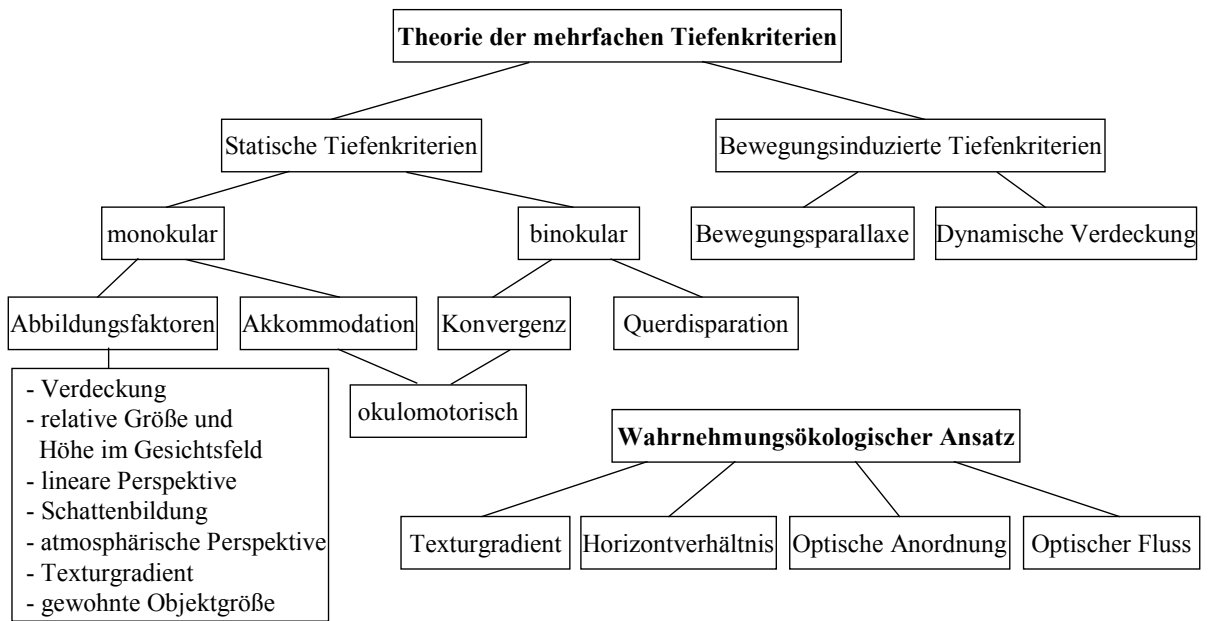 Theorie der mehrfachen Tiefenkriterien
Statische Tiefenkriterien
Bewegungsinduzierte Tiefenkriterien
monokular
binokular
Bewegungsparallaxe
Dynamische Verdeckung
Abbildungsfaktoren
Akkommodation
Konvergenz
Querdisparation
- Verdeckung
- relative Größe und
Höhe im Gesichtsfeld
- lineare Perspektive
- Schattenbildung
- atmosphärische Perspektive
- Texturgradient
- gewohnte Objektgröße
okulomotorisch
Wahrnehmungsökologischer Ansatz
Texturgradient
Horizontverhältnis
Optische Anordnung
Optischer Fluss